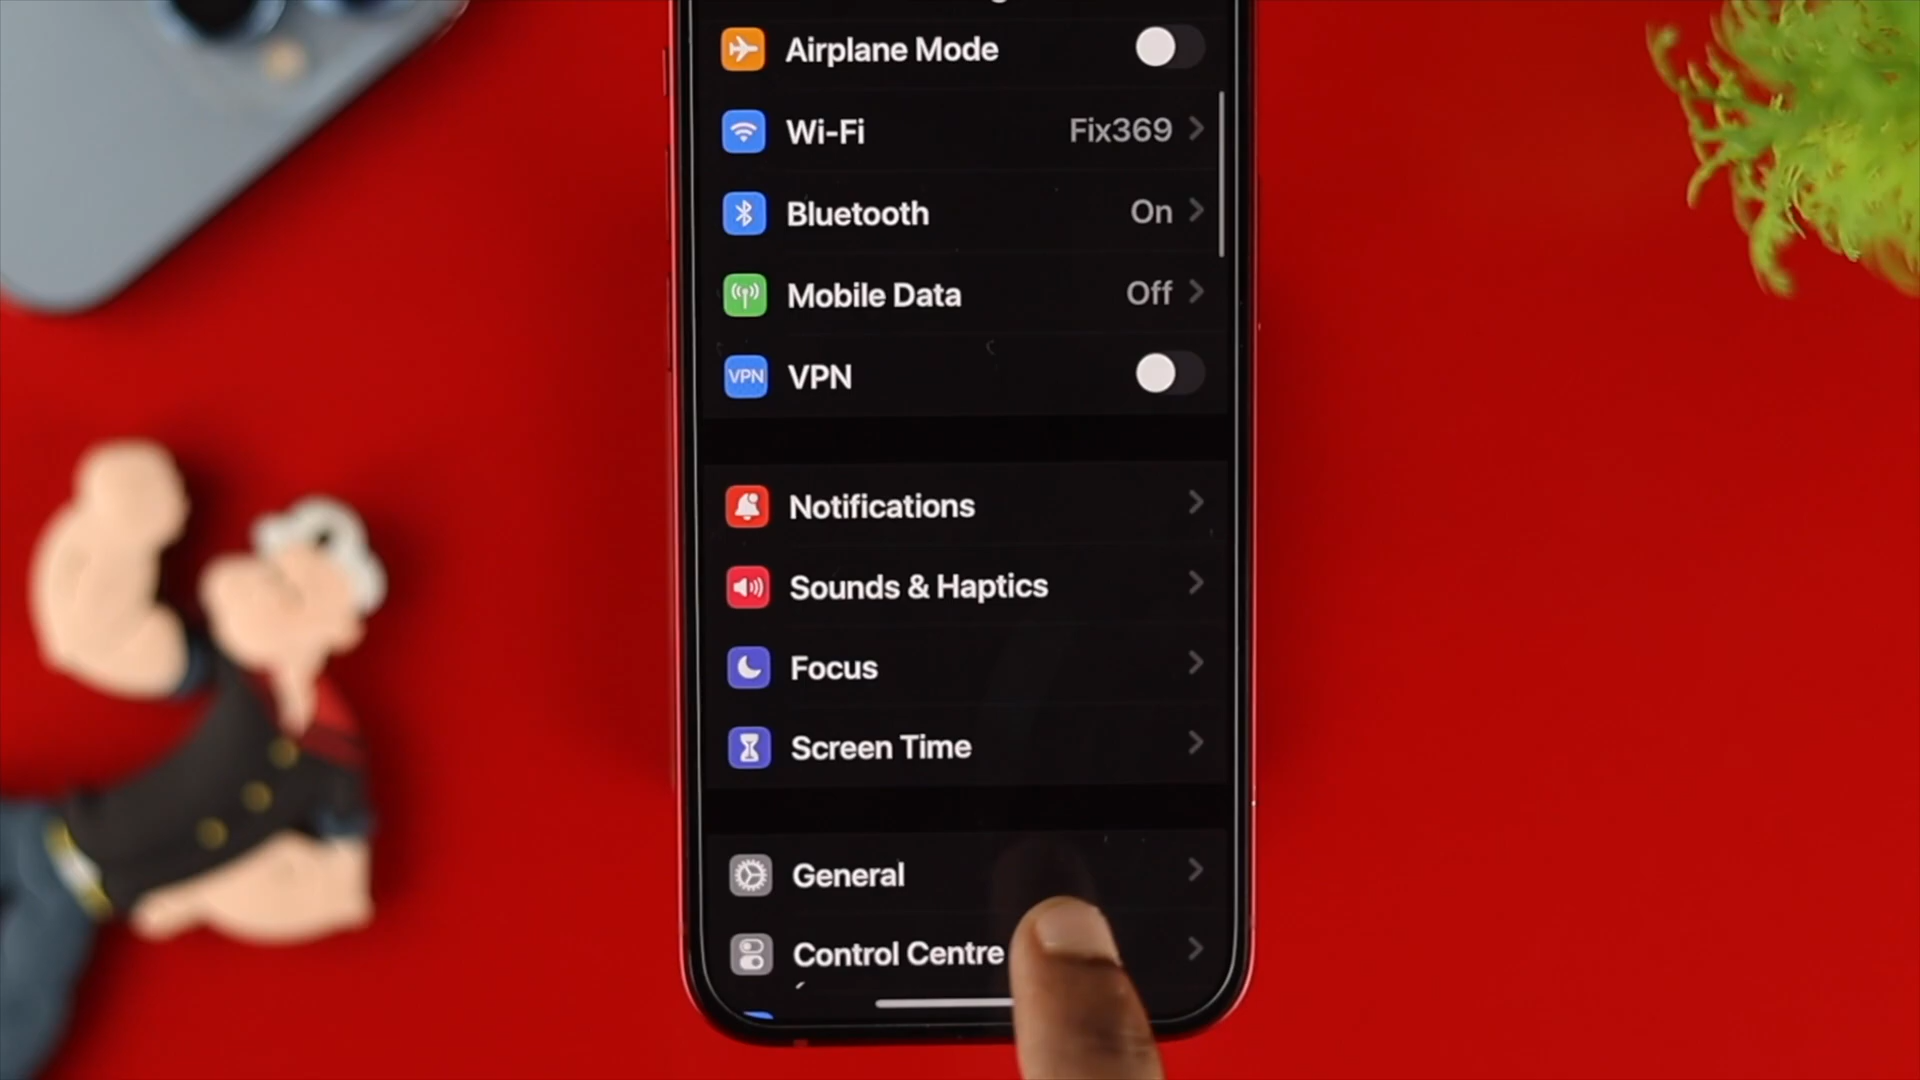 Airplane Mode
Wi-Fi Fix369
Bluetooth On
Mobile Data Off
VPN VPN
Notifications
Sounds & Haptics
Focus
Screen Time
General
Control Centre